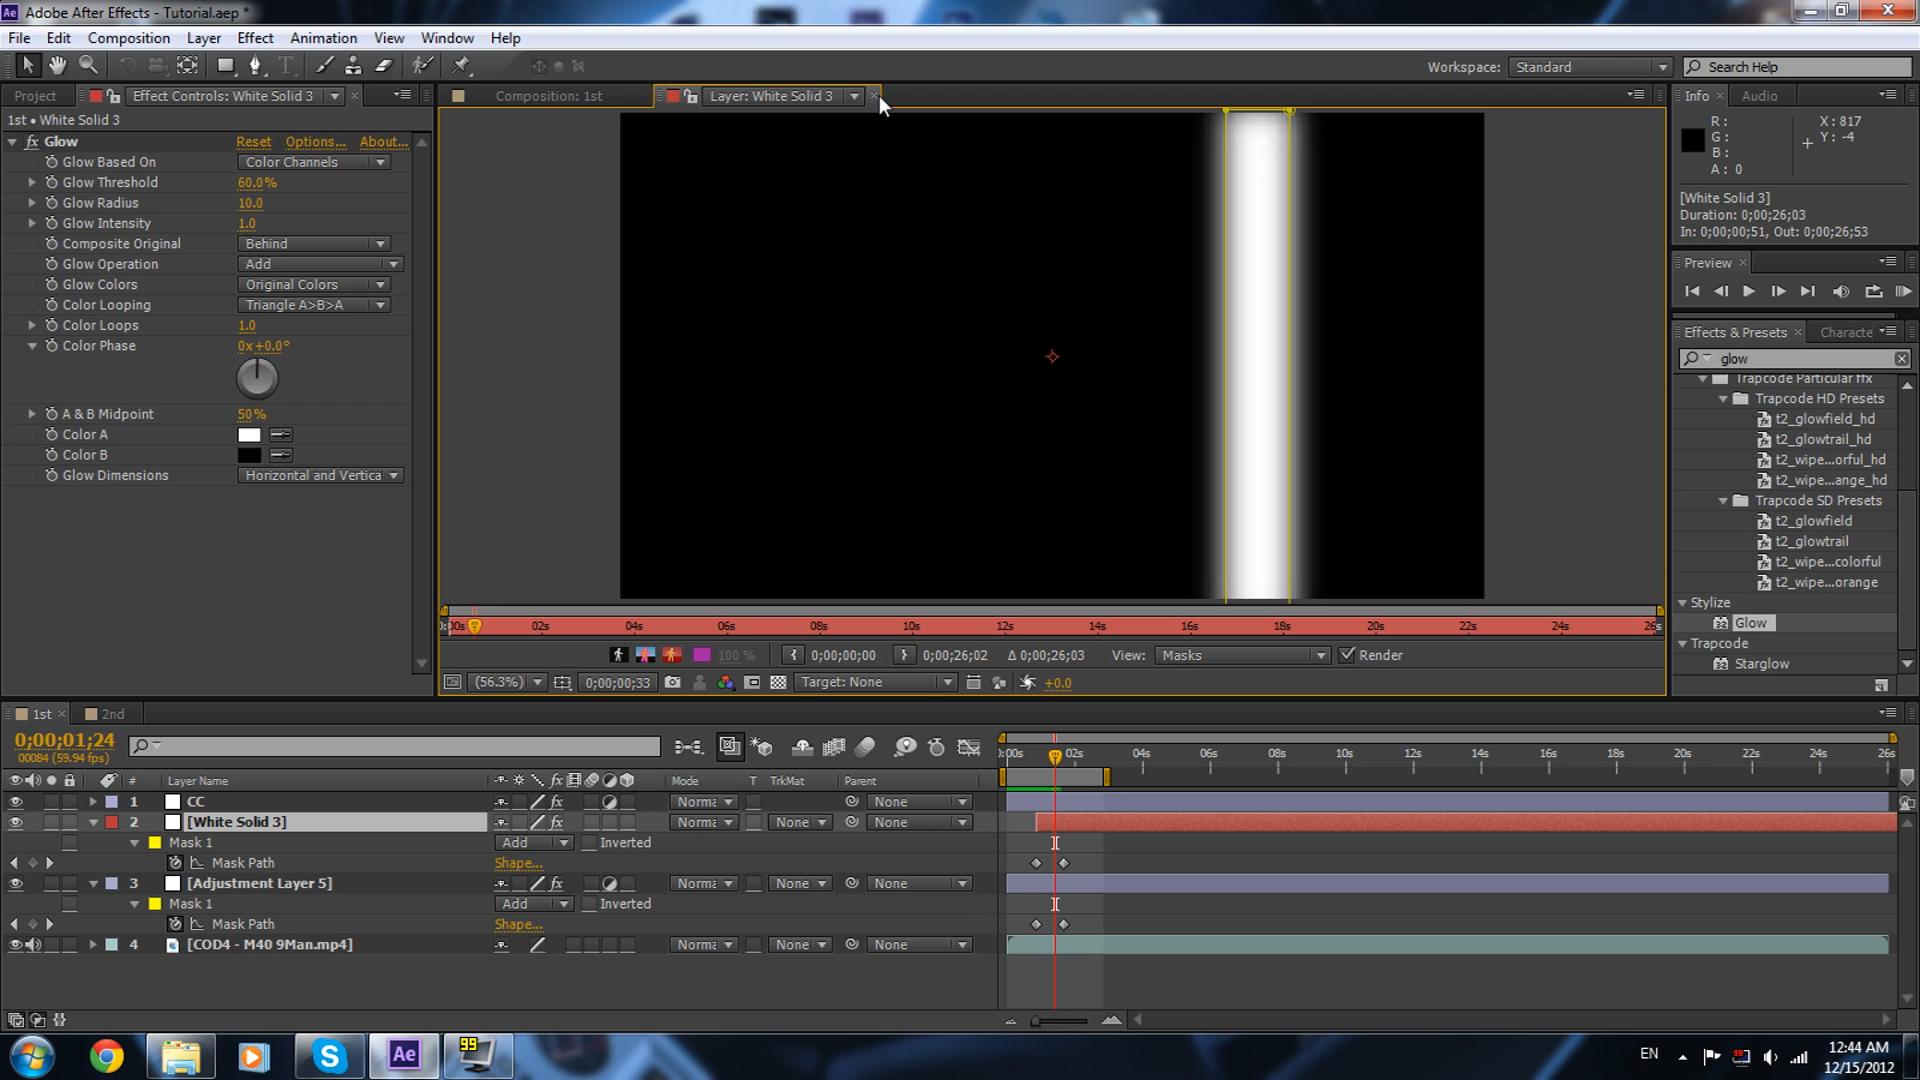 Ae Adobe After Effects - Tutorial.aep *
File Edit Composition Layer Effect Animation View Window Help
Workspace: Standard Search Help
Project Effect Controls: White Solid 3 Composition: 1st Layer: White Solid 3 Info Audio
1st • White Solid 3
fx Glow Reset Options... About...
Glow Based On Color Channels
Glow Threshold 60.0%
Glow Radius 10.0
Glow Intensity 1.0
Composite Original Behind
Glow Operation Add
Glow Colors Original Colors
Color Looping Triangle A>B>A
Color Loops 1.0
Color Phase 0x+0.0°
A & B Midpoint 50%
Color A
Color B
Glow Dimensions Horizontal and Vertica
R: X: 817
G: Y: -4
B:
A: 0
[White Solid 3]
Duration: 0;00;26;03
In: 0;00;00;51, Out: 0;00;26;53
Preview
Effects & Presets Characte
glow
Trapcode Particular ffx
Trapcode HD Presets
t2_glowfield_hd
t2_glowtrail_hd
t2_wipe...orful_hd
t2_wipe...ange_hd
Trapcode SD Presets
t2_glowfield
t2_glowtrail
t2_wipe...colorful
t2_wipe...orange
Stylize
Glow
Trapcode
Starglow
00s 02s 04s 06s 08s 10s 12s 14s 16s 18s 20s 22s 24s 26s
100 % 0;00;00;00 0;00;26;02 Δ 0;00;26;03 View: Masks Render
(56.3%) 0;00;00;33 Target: None +0.0
1st 2nd
0;00;01;24
00084 (59.94 fps)
:00s 02s 04s 06s 08s 10s 12s 14s 16s 18s 20s 22s 24s 26s
# Layer Name fx Mode T TrkMat Parent
1 CC fx Norma None
2 [White Solid 3] fx Norma None None
Mask 1 Add Inverted
Mask Path Shape...
3 [Adjustment Layer 5] fx Norma None None
Mask 1 Add Inverted
Mask Path Shape...
4 [COD4 - M40 9Man.mp4] Norma None None
S Ae 99 EN 12:44 AM
12/15/2012